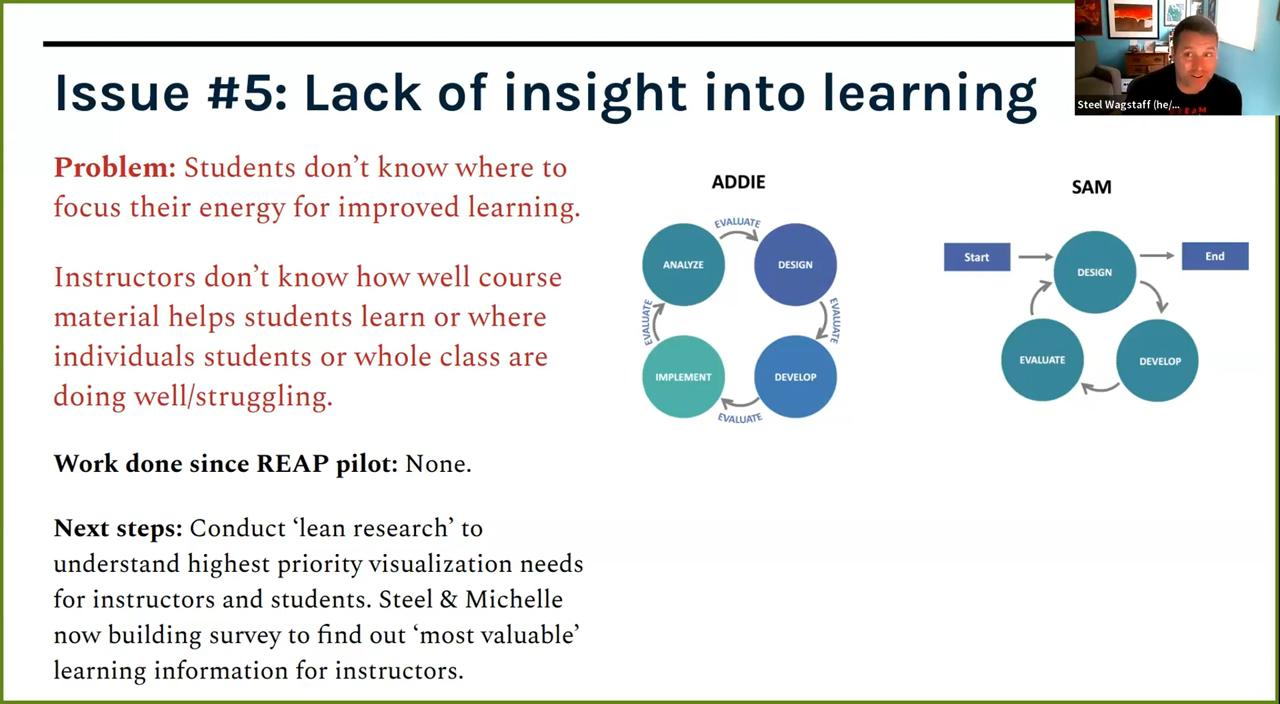 Issue #5: Lack of insight into learning
Steel Wagstaff (he/...
Problem: Students don’t know where to
focus their energy for improved learning.
Instructors don’t know how well course
material helps students learn or where
individuals students or whole class are
doing well/struggling.
Work done since REAP pilot: None.
Next steps: Conduct ‘lean research’ to
understand highest priority visualization needs
for instructors and students. Steel & Michelle
now building survey to find out ‘most valuable’
learning information for instructors.
ADDIE
EVALUATE
ANALYZE
DESIGN
EVALUATE
EVALUATE
IMPLEMENT
DEVELOP
EVALUATE
SAM
Start
DESIGN
End
EVALUATE
DEVELOP